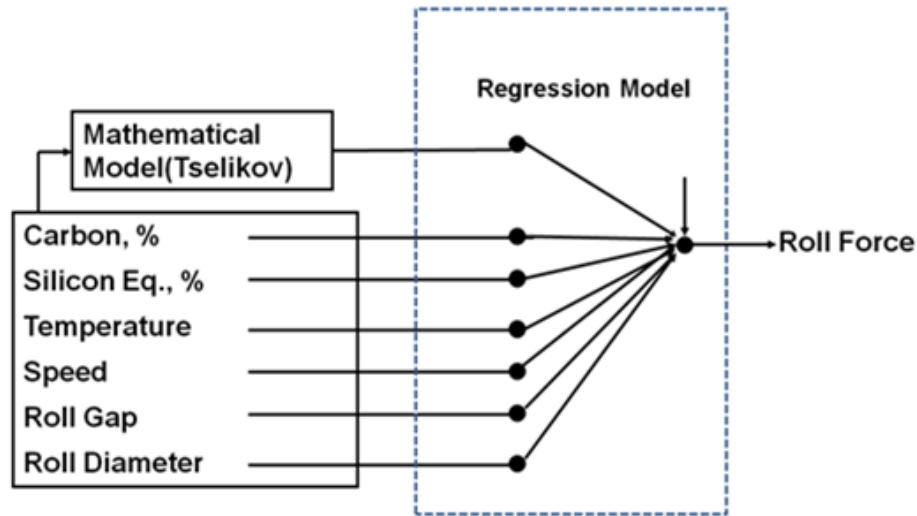 Regression Model
Mathematical
Model(Tselikov)
Carbon, %
Silicon Eq., %
Temperature
Speed
Roll Gap
Roll Diameter
Roll Force